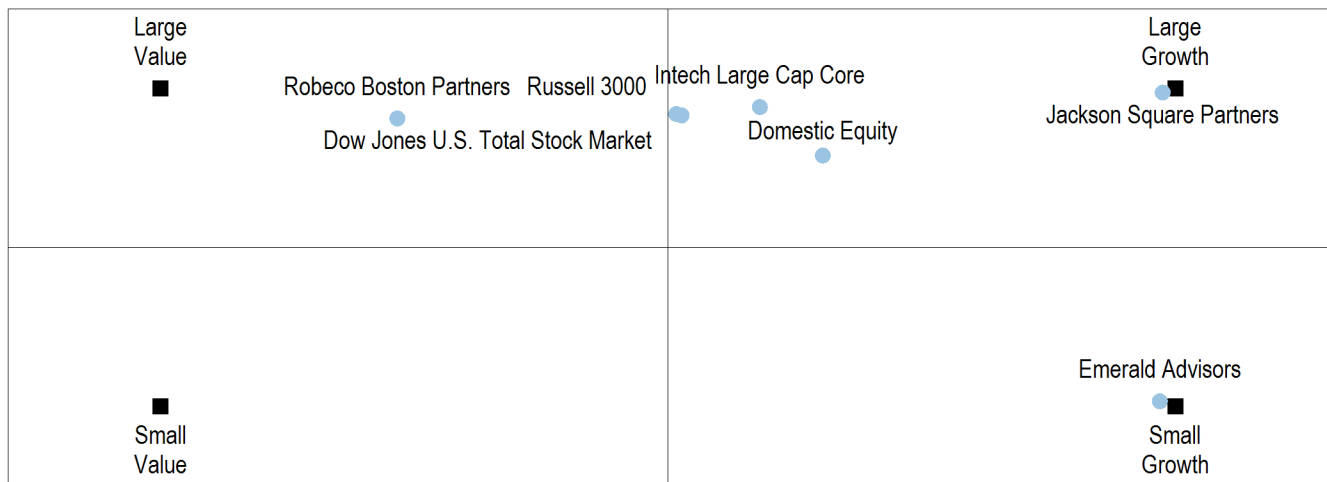 Large
Value
Large
Growth
Robeco Boston Partners
Russell 3000
Intech Large Cap Core
Jackson Square Partners
Dow Jones U.S. Total Stock Market
Domestic Equity
Emerald Advisors
Small
Value
Small
Growth